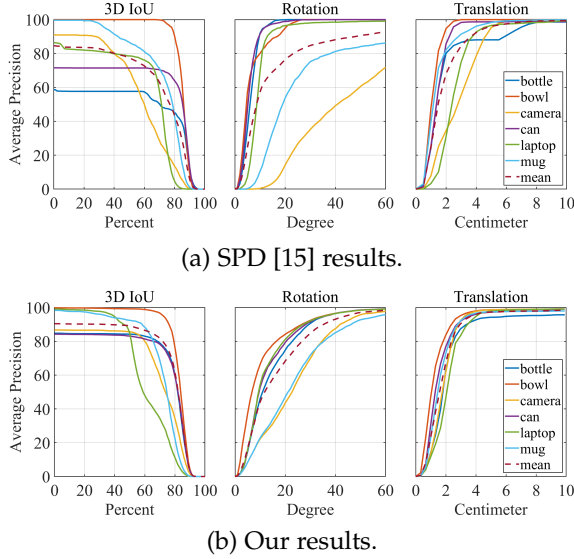 3D IoU Rotation Translation
Average Precision
100
80
60
40
20
0
0 20 40 60 80 100
0 20 40 60
0 2 4 6 8 10
Percent Degree Centimeter
bottle
bowl
camera
can
laptop
mug
mean
(a) SPD [15] results.
3D IoU Rotation Translation
Average Precision
100
80
60
40
20
0
0 20 40 60 80 100
0 20 40 60
0 2 4 6 8 10
Percent Degree Centimeter
bottle
bowl
camera
can
laptop
mug
mean
(b) Our results.